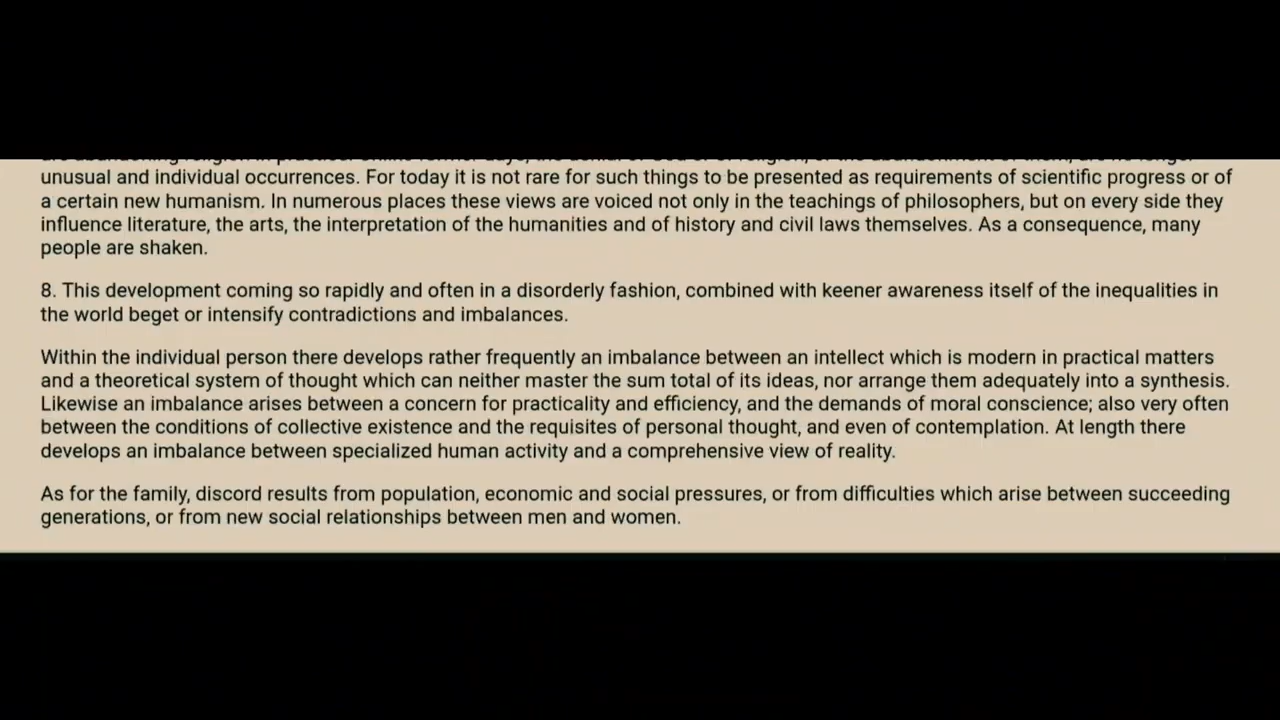 unusual and individual occurrences. For today it is not rare for such things to be presented as requirements of scientific progress or of
a certain new humanism. In numerous places these views are voiced not only in the teachings of philosophers, but on every side they
influence literature, the arts, the interpretation of the humanities and of history and civil laws themselves. As a consequence, many
people are shaken.
8. This development coming so rapidly and often in a disorderly fashion, combined with keener awareness itself of the inequalities in
the world beget or intensify contradictions and imbalances.
Within the individual person there develops rather frequently an imbalance between an intellect which is modern in practical matters
and a theoretical system of thought which can neither master the sum total of its ideas, nor arrange them adequately into a synthesis.
Likewise an imbalance arises between a concern for practicality and efficiency, and the demands of moral conscience; also very often
between the conditions of collective existence and the requisites of personal thought, and even of contemplation. At length there
develops an imbalance between specialized human activity and a comprehensive view of reality.
As for the family, discord results from population, economic and social pressures, or from difficulties which arise between succeeding
generations, or from new social relationships between men and women.